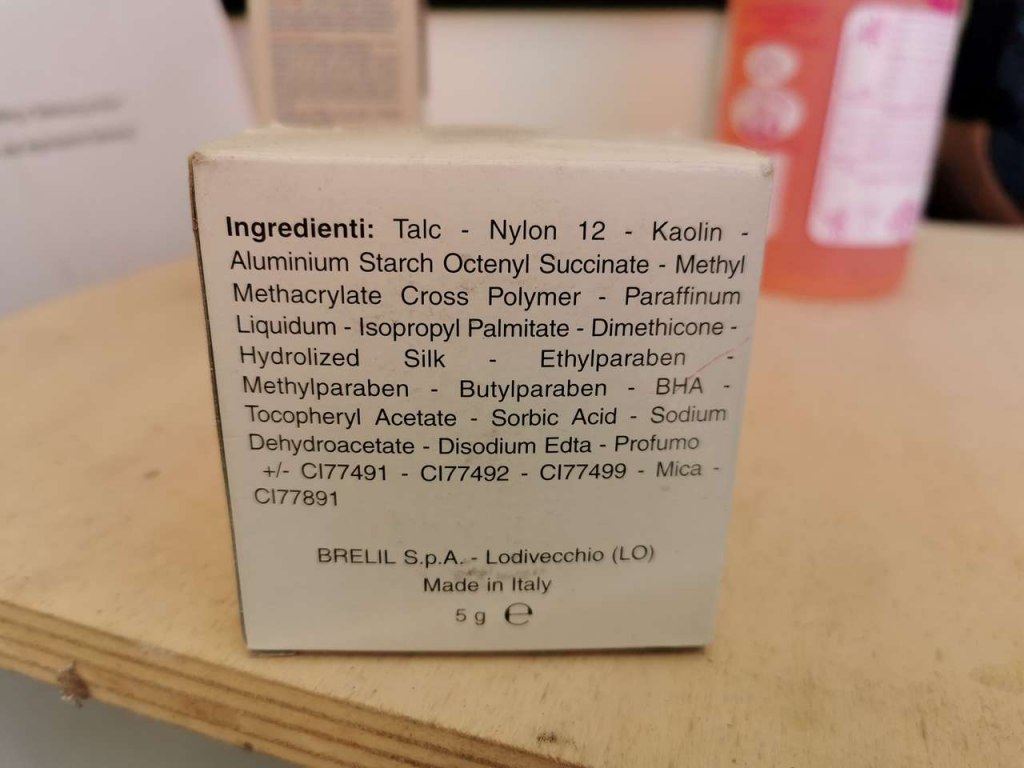 Ingredienti: Talc - Nylon 12 - Kaolin -
Aluminium Starch Octenyl Succinate - Methyl
Methacrylate Cross Polymer - Paraffinum
Liquidum - Isopropyl Palmitate - Dimethicone -
Hydrolized Silk - Ethylparaben -
Methylparaben - Butylparaben - BHA -
Tocopheryl Acetate - Sorbic Acid - Sodium
Dehydroacetate - Disodium Edta - Profumo
+/- CI77491 - CI77492 - CI77499 - Mica -
CI77891
BRELIL S.p.A. - Lodivecchio (LO)
Made in Italy
5 g ℮